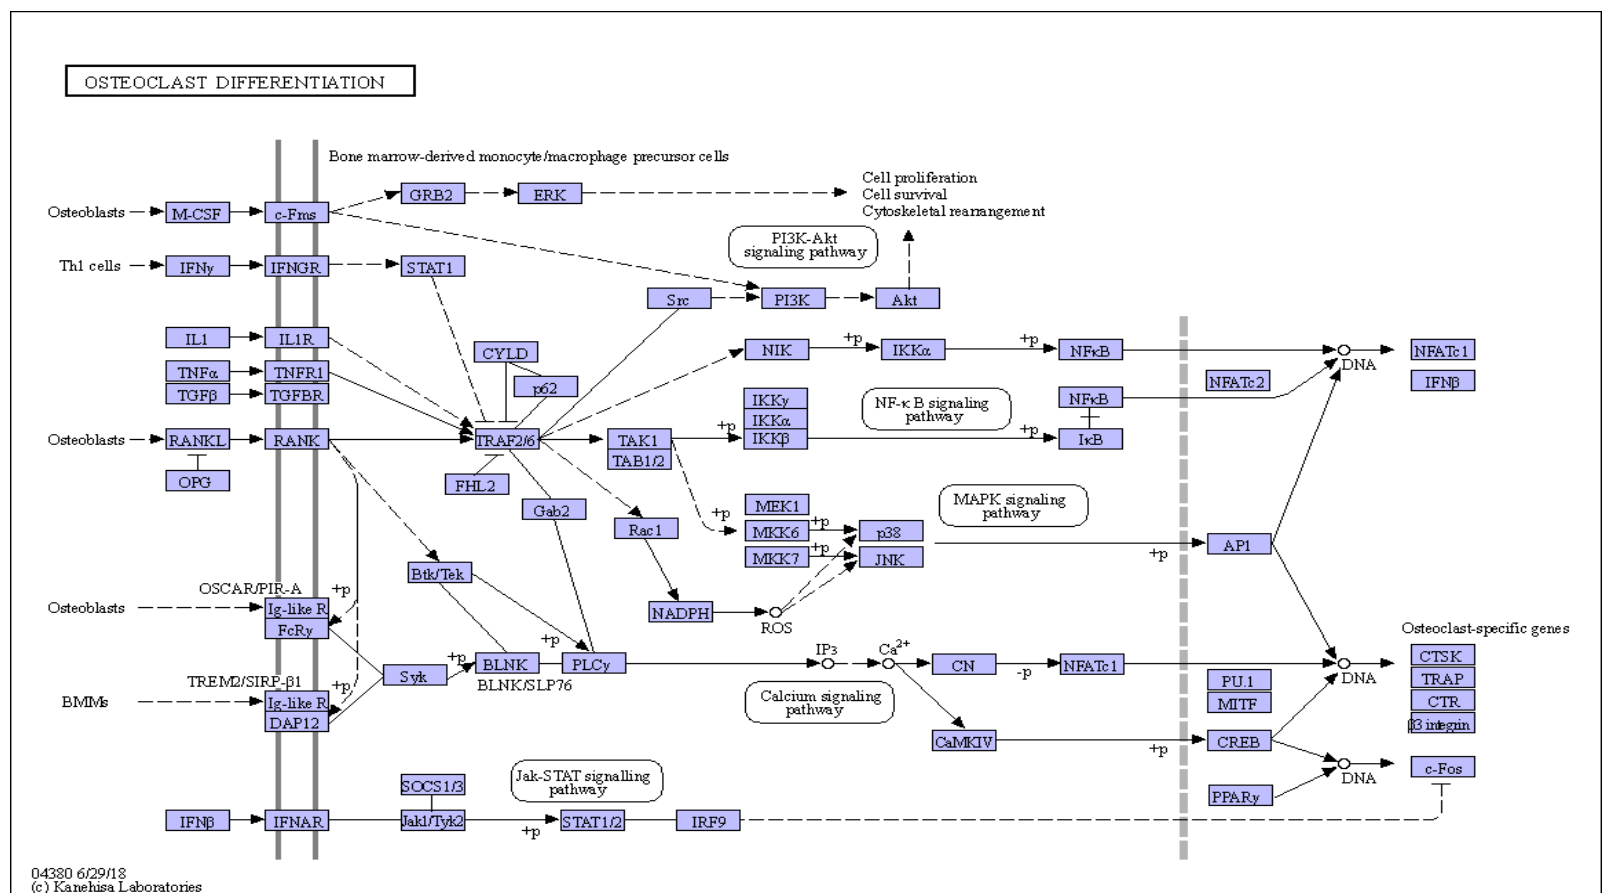 OSTEOCLAST DIFFERENTIATION
Bone marrow-derived monocyte/macrophage precursor cells
Osteoblasts
M-CSF
c-Fms
GRB2
ERK
Cell proliferation
Cell survival
Cytoskeletal rearrangement
Th1 cells
IFNγ
IFNGR
STAT1
PI3K-Akt
signaling pathway
Src
PI3K
Akt
IL1
IL1R
CYLD
NIK
+p
IKKα
+p
NFκB
DNA
NFATc1
TNFα
TNFR1
p62
NFATc2
IFNβ
TGFβ
TGFBR
IKKγ
IKKα
IKKβ
NF-κB signaling
pathway
NFκB
Osteoblasts
RANKL
RANK
TRAF2/6
TAK1
TAB1/2
+p
+p
IκB
OPG
FHL2
Gab2
Rac1
MEK1
MKK6
+p
p38
MKK7
+p
JNK
MAPK signaling
pathway
+p
AP1
Btk/Tek
OSCAR/PIR-A
+p
Osteoblasts
Ig-like R
FcRγ
NADPH
ROS
Syk
+p
BLNK
BLNK/SLP76
+p
PLCγ
IP3
Ca2+
CN
-p
NFATc1
DNA
Osteoclast-specific genes
CTSK
TRAP
CTR
β3 integrin
TREM2/SIRP-β1
+p
BMMs
Ig-like R
DAP12
Calcium signaling
pathway
PU.1
MITF
CaMKIV
+p
CREB
DNA
c-Fos
PPARγ
SOCS1/3
Jak-STAT signalling
pathway
IFNβ
IFNAR
Jak1/Tyk2
+p
STAT1/2
IRF9
04380 6/29/18
(c) Kanehisa Laboratories